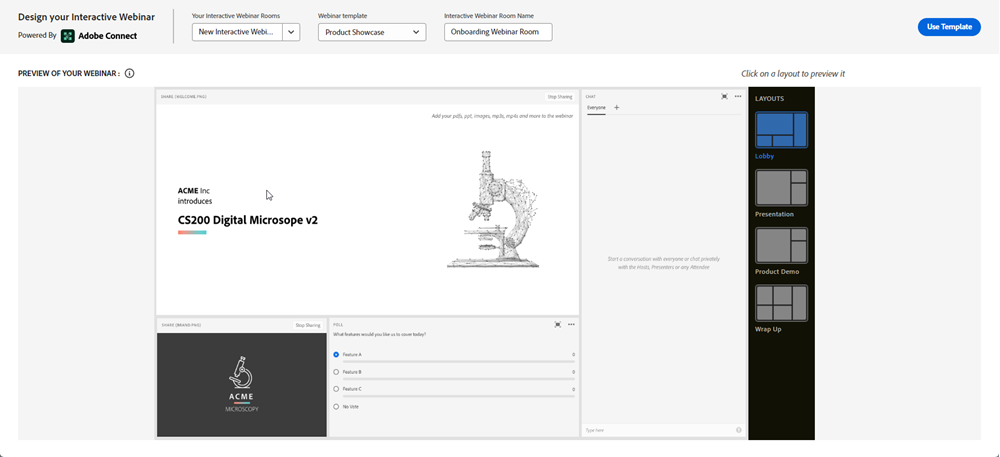 Design your Interactive Webinar
Powered By Adobe Connect
Your Interactive Webinar Rooms
New Interactive Webi...
Webinar template
Product Showcase
Interactive Webinar Room Name
Onboarding Webinar Room
Use Template
PREVIEW OF YOUR WEBINAR :
Click on a layout to preview it
SHARE (WELCOME PAG)
Stop Sharing
Add your pdfs, ppt, images, mp3s, mp4s and more to the webinar
ACME Inc
introduces
CS200 Digital Microsope v2
SHARE (BRAND PAG)
Stop Sharing
ACME
MICROSCOPY
POLL
What features would you like us to cover today?
Feature A 0
Feature B 0
Feature C 0
No Vote
CHAT
Everyone +
Start a conversation with everyone or chat privately
with the Hosts, Presenters or any Attendee
Type here
LAYOUTS
Lobby
Presentation
Product Demo
Wrap Up